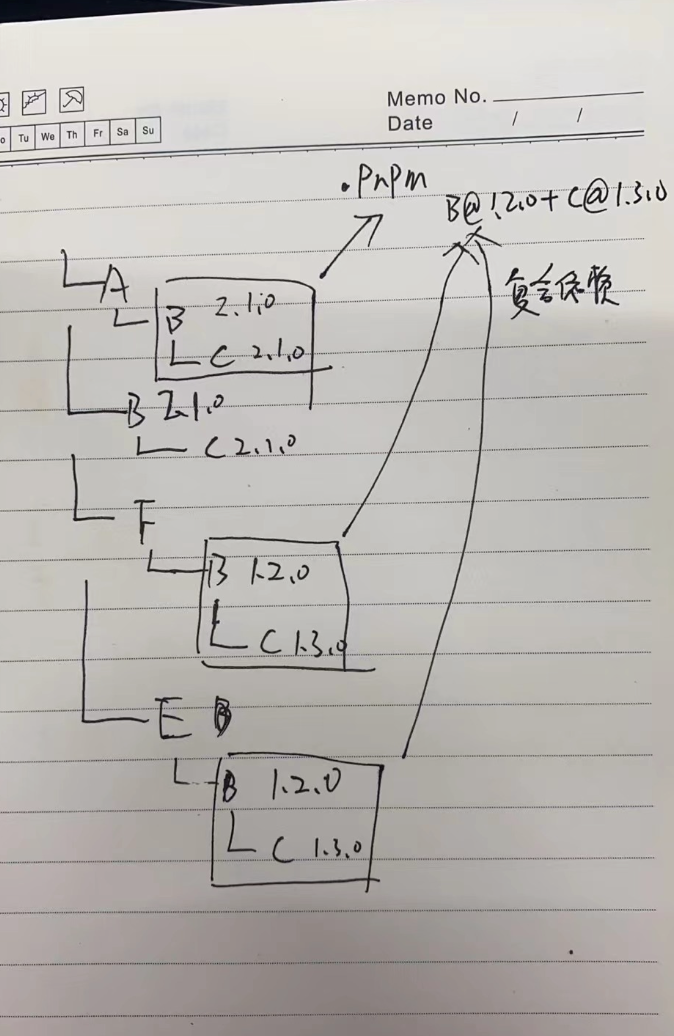 Memo No.
Date / /
Tu We Th Fr Sa Su
.PnPm
B@1.2.0+C@1.3.0
复合依赖
A
B 2.1.0
C 2.1.0
B 2.1.0
C 2.1.0
F
B 1.2.0
C 1.3.0
E
B 1.2.0
C 1.3.0